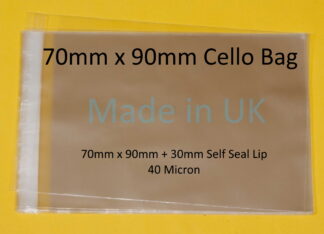 70mm x 90mm Cello Bag
Made in UK
70mm x 90mm + 30mm Self Seal Lip
40 Micron